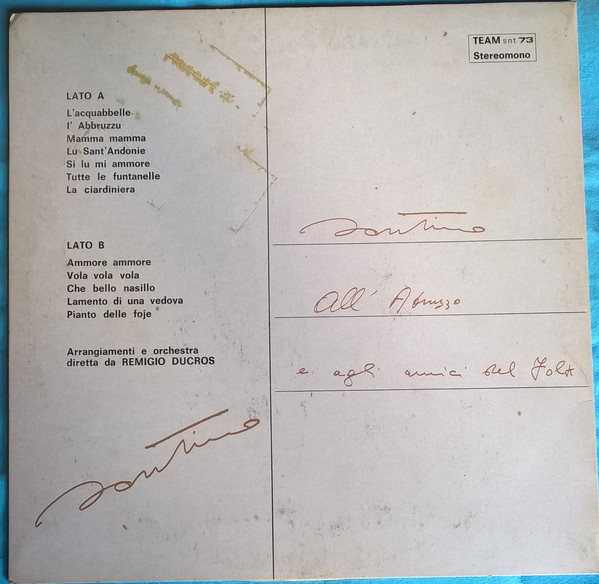 TEAM snt 73
Stereomono
LATO A
L'acquabbelle
I' Abbruzzu
Mamma mamma
Lu Sant'Andonie
Si lu mi ammore
Tutte le funtanelle
La ciardiniera
LATO B
Ammore ammore
Vola vola vola
Che bello nasillo
Lamento di una vedova
Pianto delle foje
Arrangiamenti e orchestra
diretta da REMIGIO DUCROS
santino
All' Abruzzo
e agli amici del Folk
santino